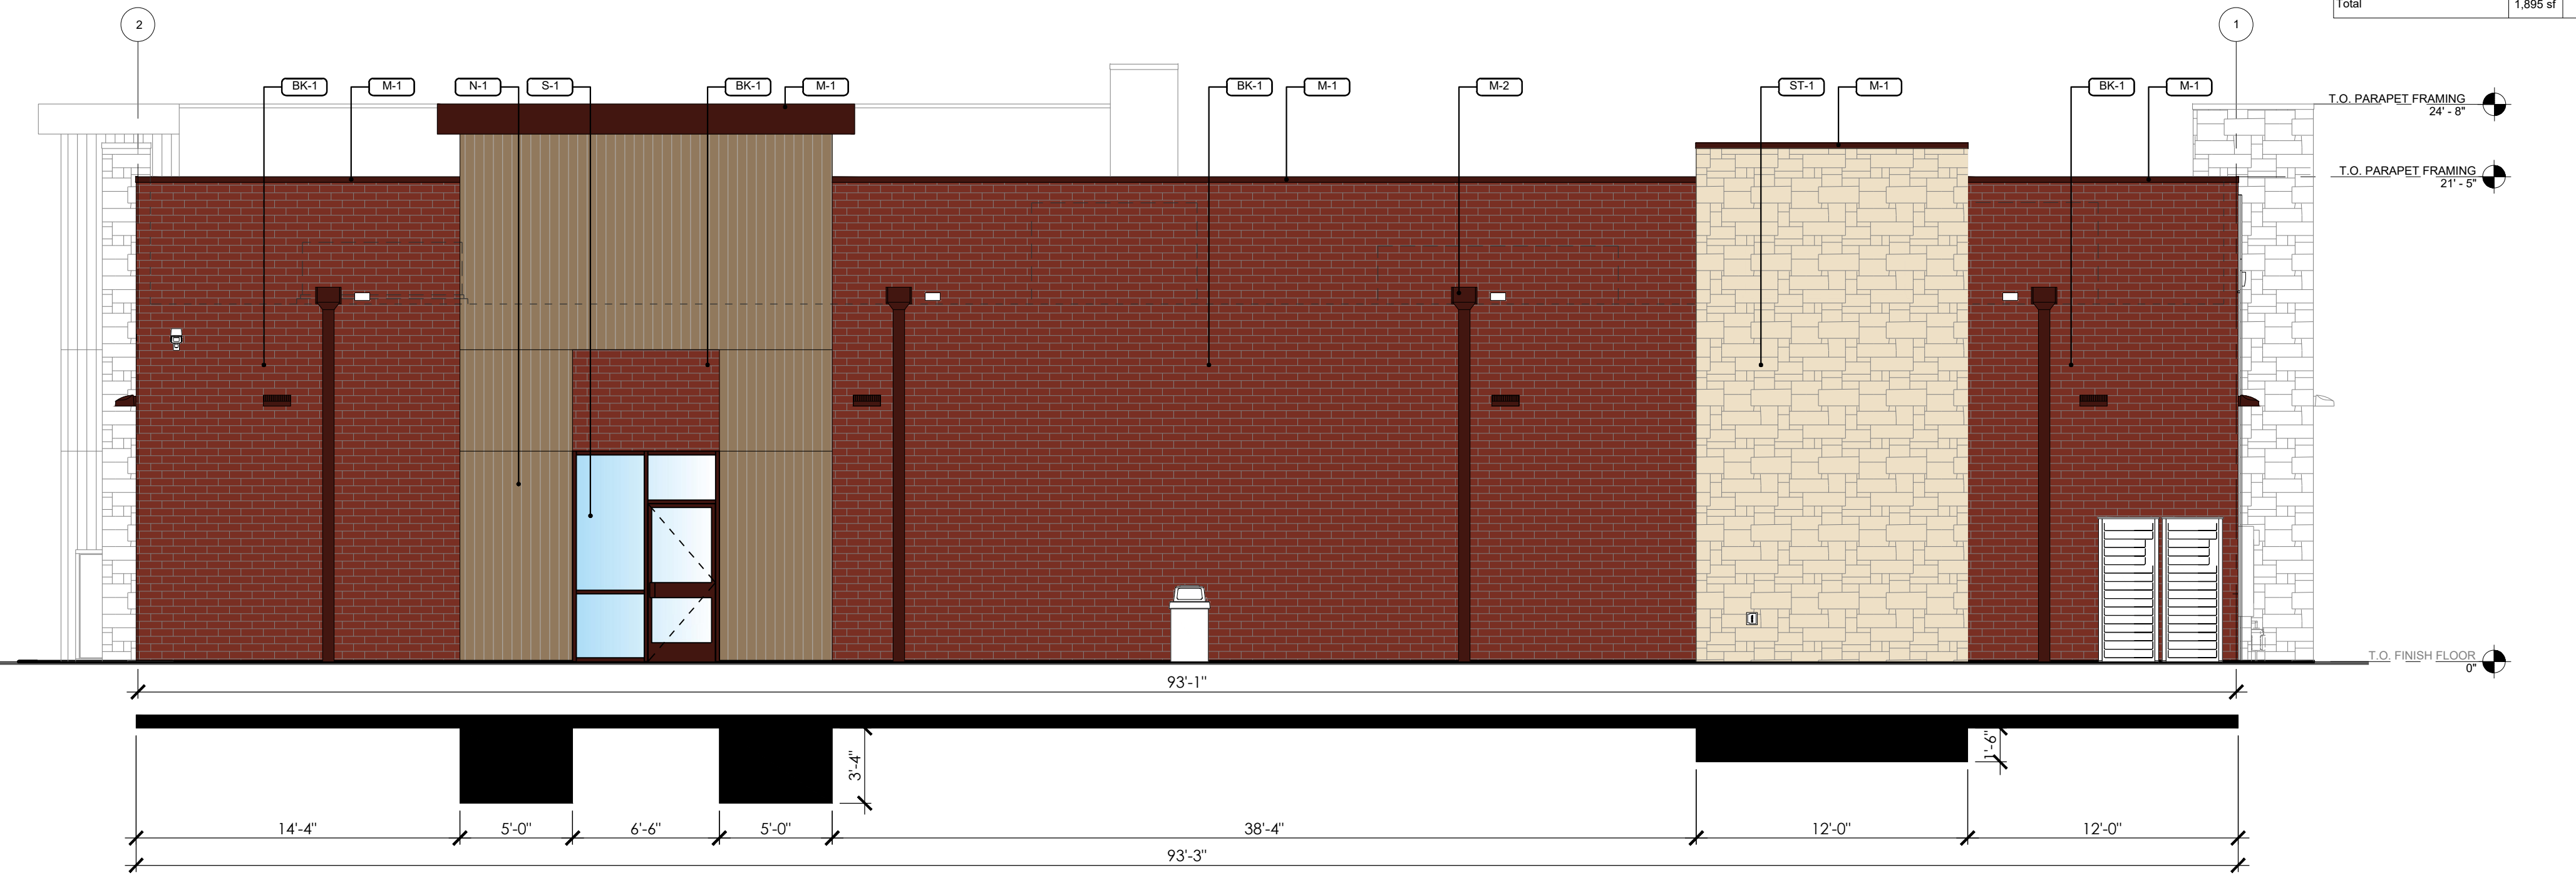 Total 1,895 sf
2 1
BK-1 M-1 N-1 S-1 BK-1 M-1 BK-1 M-1 M-2 ST-1 M-1 BK-1 M-1
T.O. PARAPET FRAMING
24' - 8"
T.O. PARAPET FRAMING
21' - 5"
T.O. FINISH FLOOR
0"
93'-1"
3'-4"
1'-6"
14'-4" 5'-0" 6'-6" 5'-0" 38'-4" 12'-0" 12'-0"
93'-3"